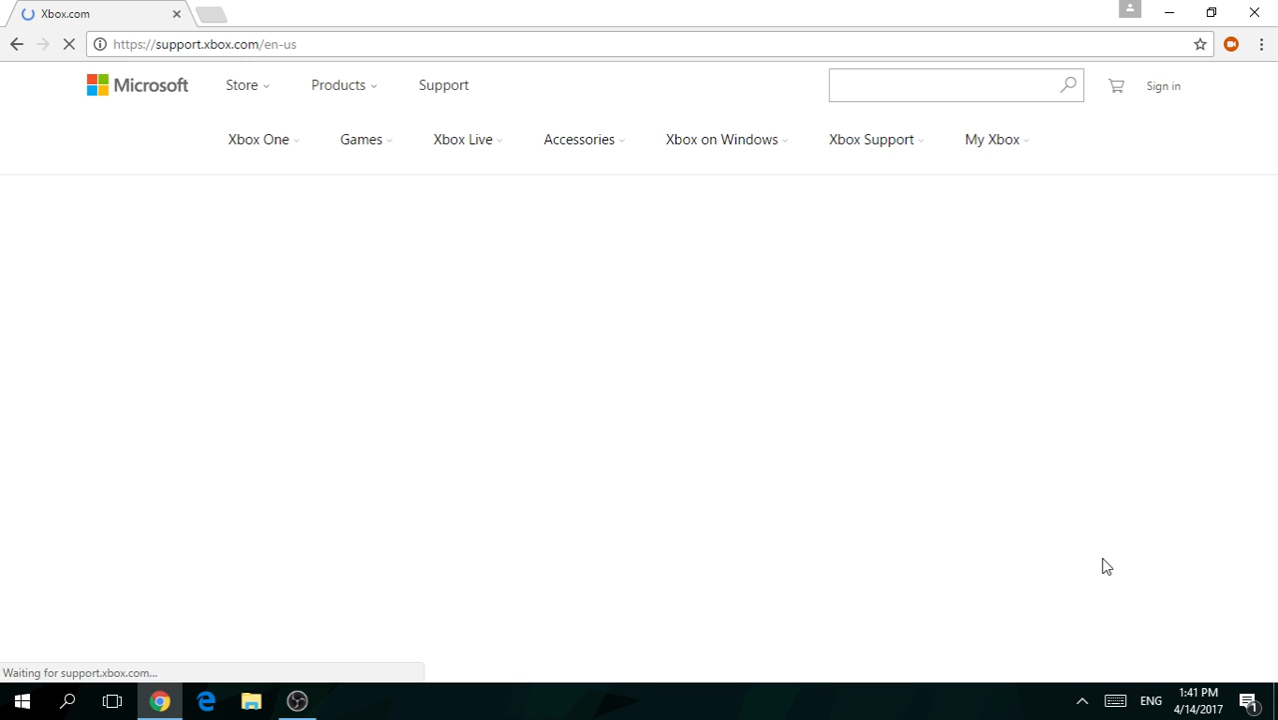 Xbox.com
https://support.xbox.com/en-us
Microsoft Store Products Support Sign in
Xbox One Games Xbox Live Accessories Xbox on Windows Xbox Support My Xbox
Waiting for support.xbox.com...
ENG
1:41 PM
4/14/2017
1